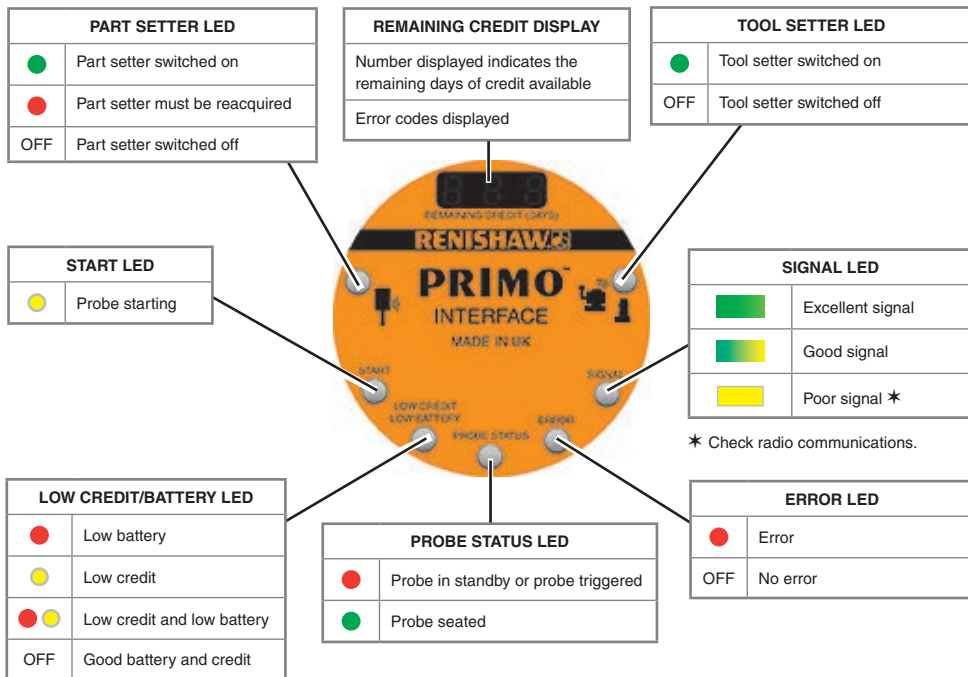 PART SETTER LED
Part setter switched on
Part setter must be reacquired
OFF Part setter switched off
REMAINING CREDIT DISPLAY
Number displayed indicates the
remaining days of credit available
Error codes displayed
TOOL SETTER LED
Tool setter switched on
OFF Tool setter switched off
REMAINING CREDIT (DAYS)
RENISHAW
PRIMO™
INTERFACE
MADE IN UK
START
SIGNAL
LOW CREDIT
LOW BATTERY
PROBE STATUS
ERROR
START LED
Probe starting
SIGNAL LED
Excellent signal
Good signal
Poor signal ✶
✶ Check radio communications.
LOW CREDIT/BATTERY LED
Low battery
Low credit
Low credit and low battery
OFF Good battery and credit
PROBE STATUS LED
Probe in standby or probe triggered
Probe seated
ERROR LED
Error
OFF No error